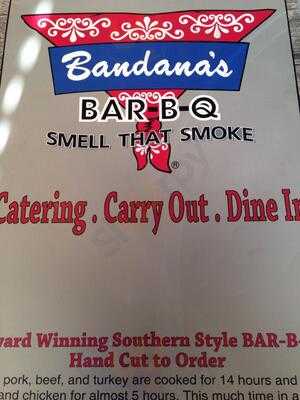 Bandana's
BAR-B-Q
SMELL THAT SMOKE
®
Catering . Carry Out . Dine In
ward Winning Southern Style BAR-B-
Hand Cut to Order
pork, beef, and turkey are cooked for 14 hours and
and chicken for almost 5 hours. This much time in a